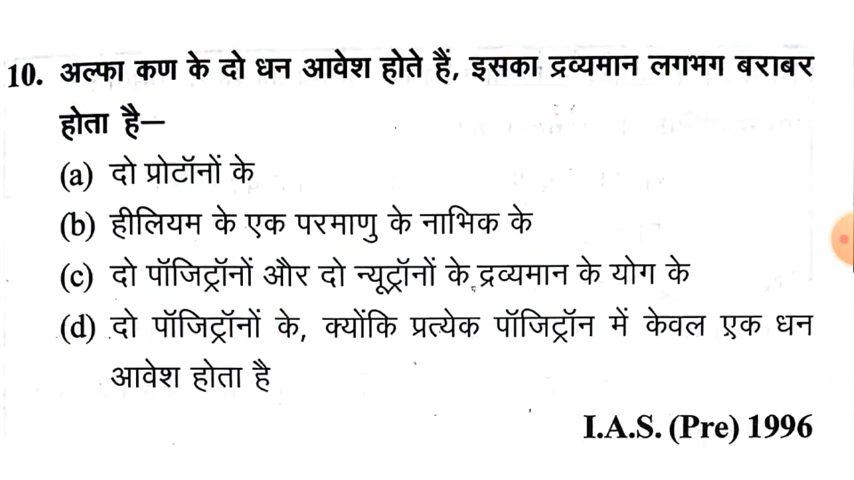 10. अल्फा कण के दो धन आवेश होते हैं, इसका द्रव्यमान लगभग बराबर
होता है—
(a) दो प्रोटॉनों के
(b) हीलियम के एक परमाणु के नाभिक के
(c) दो पॉजिट्रॉनों और दो न्यूट्रॉनों के द्रव्यमान के योग के
(d) दो पॉजिट्रॉनों के, क्योंकि प्रत्येक पॉजिट्रॉन में केवल एक धन
आवेश होता है
I.A.S. (Pre) 1996